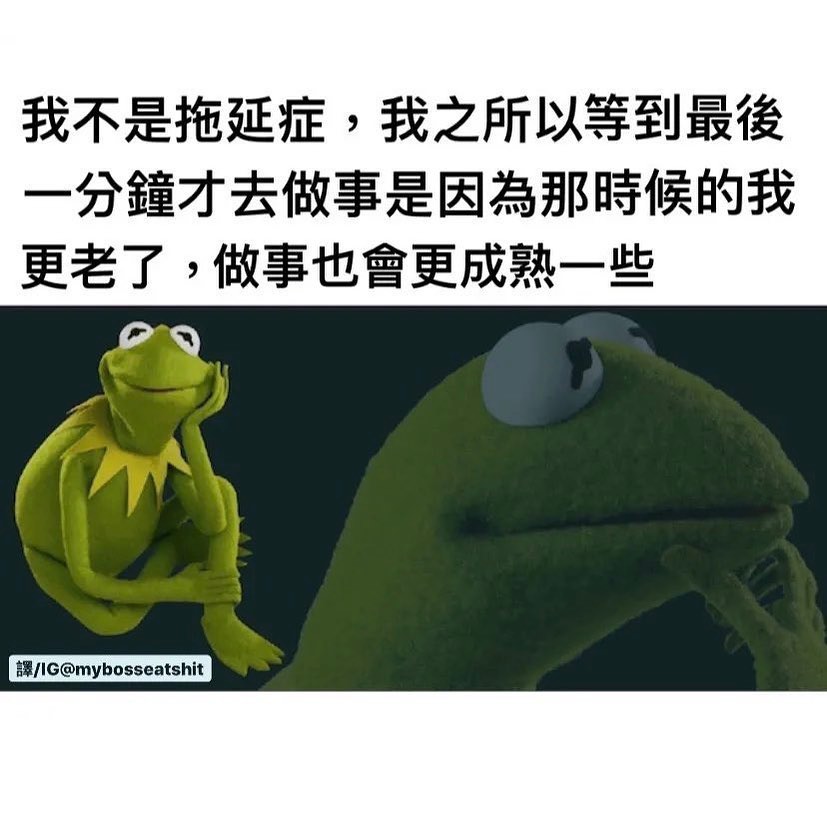 我不是拖延症，我之所以等到最後
一分鐘才去做事是因為那時候的我
更老了，做事也會更成熟一些
譯/IG@mybosseatshit